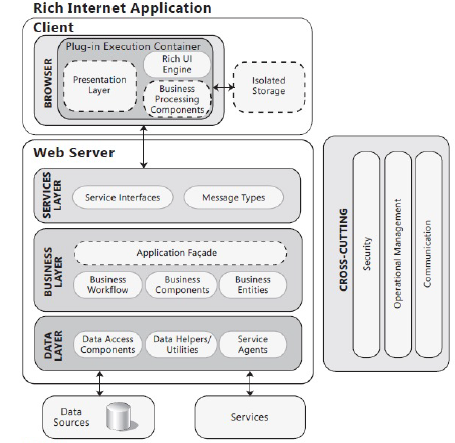 Rich Internet Application
Client
BROWSER
Plug-in Execution Container
Presentation
Layer
Rich UI
Engine
Business
Processing
Components
Isolated
Storage
Web Server
SERVICES
LAYER
Service Interfaces
Message Types
BUSINESS
LAYER
Application Façade
Business
Workflow
Business
Components
Business
Entities
DATA
LAYER
Data Access
Components
Data Helpers/
Utilities
Service
Agents
Data
Sources
Services
CROSS-CUTTING
Security
Operational Management
Communication